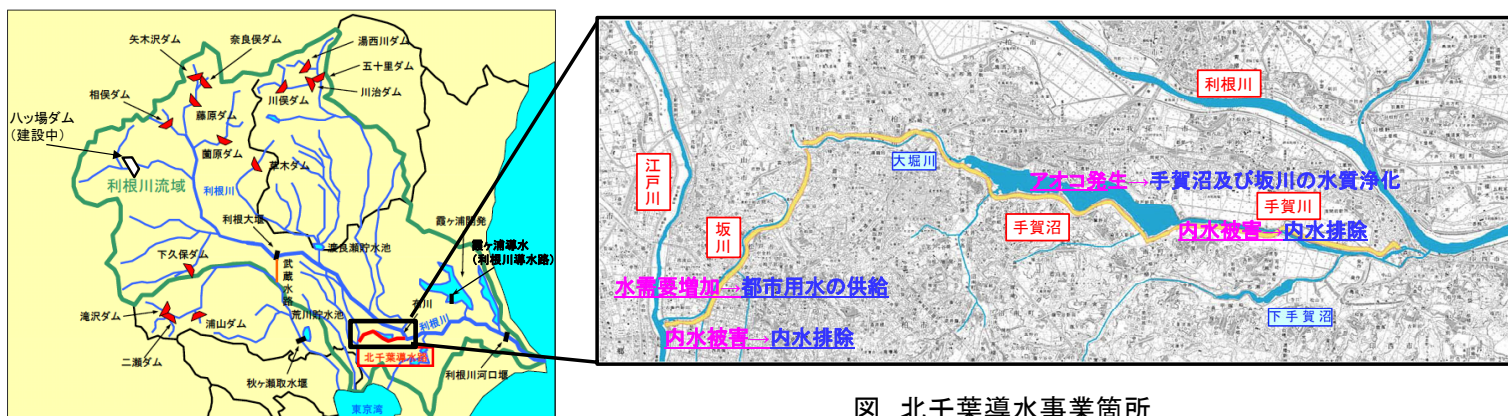 矢木沢ダム
奈良俣ダム
湯西川ダム
五十里ダム
川治ダム
川俣ダム
相俣ダム
藤原ダム
薗原ダム
草木ダム
八ッ場ダム
(建設中)
利根川流域
利根川
利根大堰
渡良瀬貯水池
霞ヶ浦開発
霞ヶ浦導水
(利根川導水路)
下久保ダム
武蔵水路
荒川貯水池
布川
利根川
滝沢ダム
浦山ダム
二瀬ダム
秋ヶ瀬取水堰
北千葉導水路
利根川河口堰
東京湾
利根川
江戸川
大堀川
アオコ発生→手賀沼及び坂川の水質浄化
坂川
手賀沼
手賀川
内水被害→内水排除
水需要増加→都市用水の供給
下手賀沼
内水被害→内水排除
図 北千葉導水事業箇所